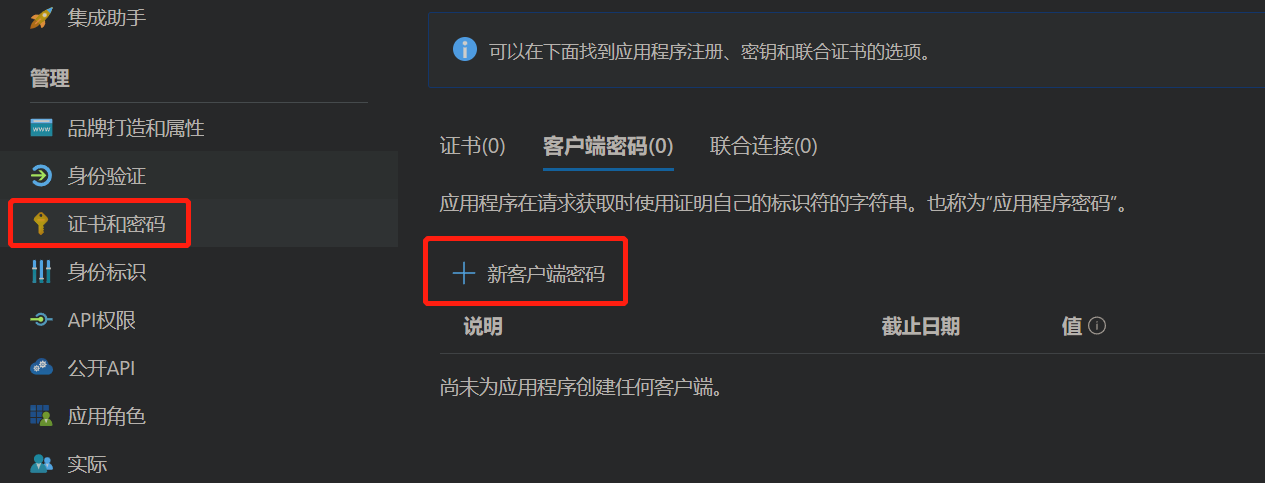 集成助手
管理
品牌打造和属性
身份验证
证书和密码
身份标识
API权限
公开API
应用角色
实际
可以在下面找到应用程序注册、密钥和联合证书的选项。
证书(0) 客户端密码(0) 联合连接(0)
应用程序在请求获取时使用证明自己的标识符的字符串。也称为“应用程序密码”。
新客户端密码
说明 截止日期 值
尚未为应用程序创建任何客户端。